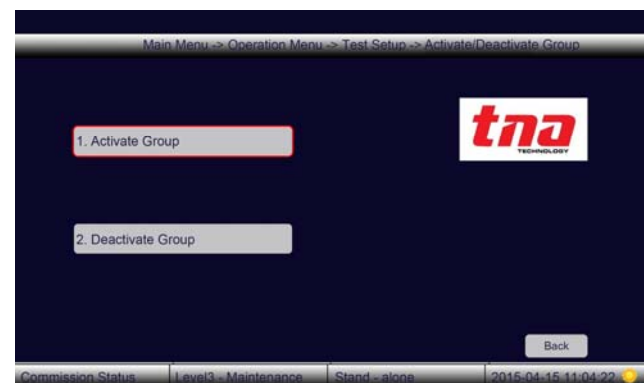 Main Menu -> Operation Menu -> Test Setup -> Activate/Deactivate Group
tna
TECHNOLOGY
1. Activate Group
2. Deactivate Group
Back
Commission Status Level3 - Maintenance Stand - alone 2015-04-15 11:04:22